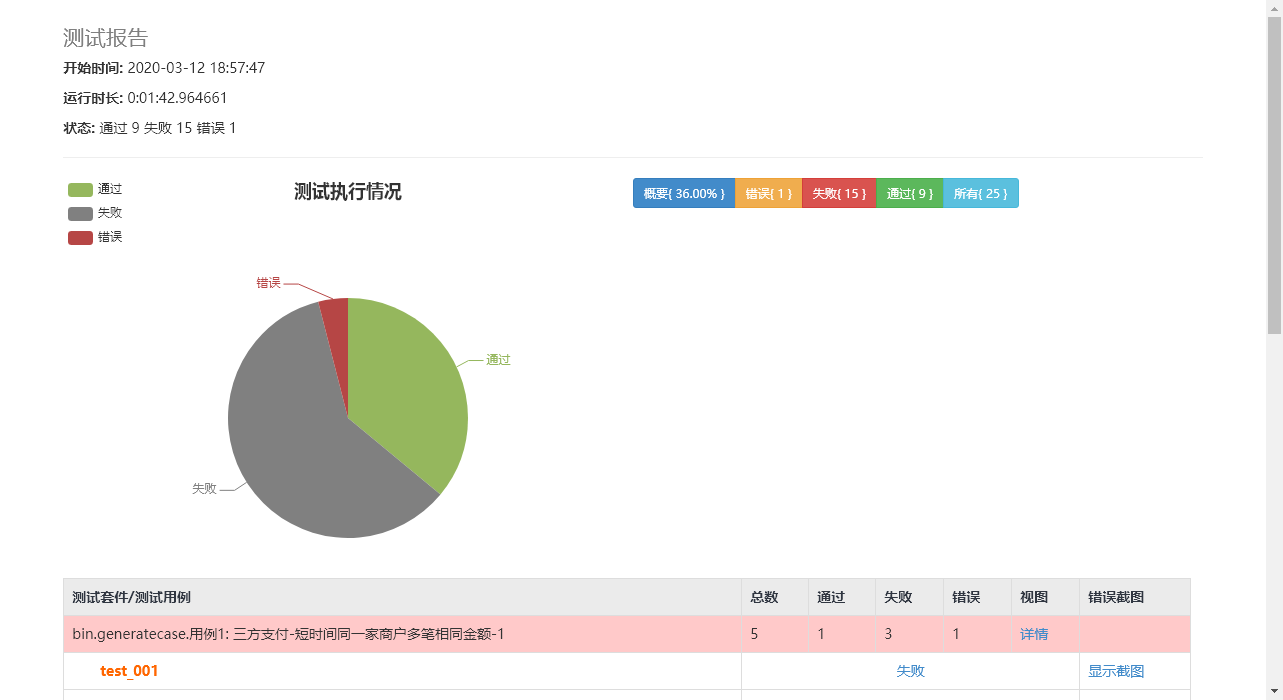 测试报告
开始时间: 2020-03-12 18:57:47
运行时长: 0:01:42.964661
状态: 通过 9 失败 15 错误 1
通过
失败
错误
测试执行情况
概要{ 36.00% } 错误{ 1 } 失败{ 15 } 通过{ 9 } 所有{ 25 }
错误
通过
失败
测试套件/测试用例 总数 通过 失败 错误 视图 错误截图
bin.generatecase.用例1: 三方支付-短时间同一家商户多笔相同金额-1 5 1 3 1 详情
test_001 失败 显示截图